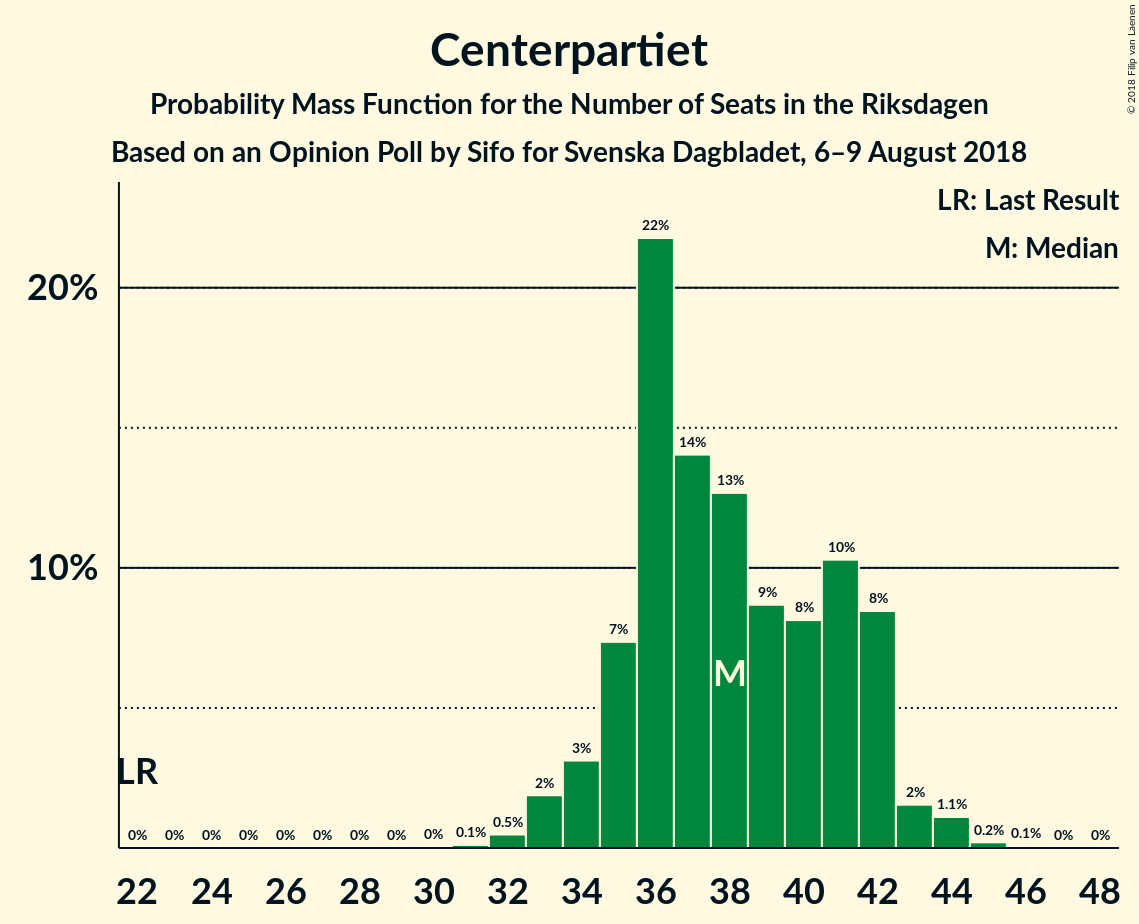 Centerpartiet
Probability Mass Function for the Number of Seats in the Riksdagen
Based on an Opinion Poll by Sifo for Svenska Dagbladet, 6–9 August 2018
© 2018 Filip van Laenen
LR: Last Result
M: Median
20%
10%
22%
14%
13%
10%
9%
8%
8%
7%
M
3%
LR
2%
2%
1.1%
0% 0% 0% 0% 0% 0% 0% 0% 0% 0.1% 0.5% 0.2% 0.1% 0% 0%
22 24 26 28 30 32 34 36 38 40 42 44 46 48